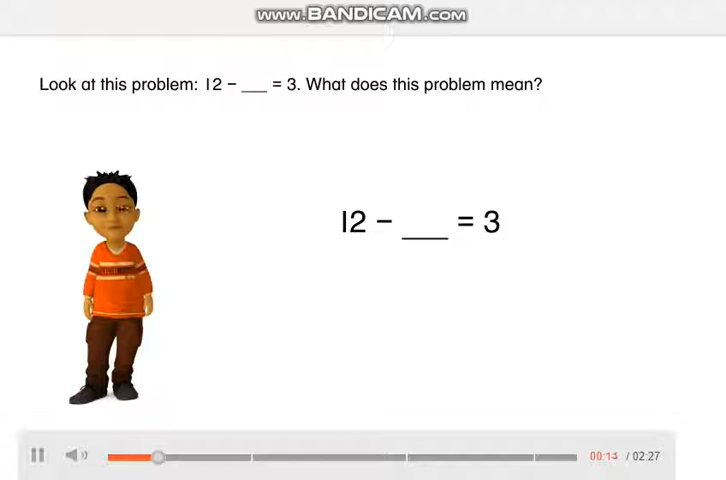 www.BANDICAM.com
Look at this problem: 12 − ___ = 3. What does this problem mean?
12 − ___ = 3
00:14 / 02:27